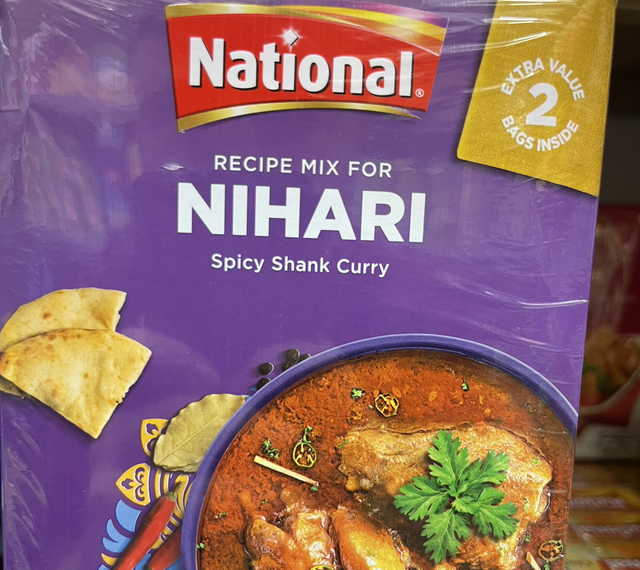 National®
EXTRA VALUE
2
BAGS INSIDE
RECIPE MIX FOR
NIHARI
Spicy Shank Curry